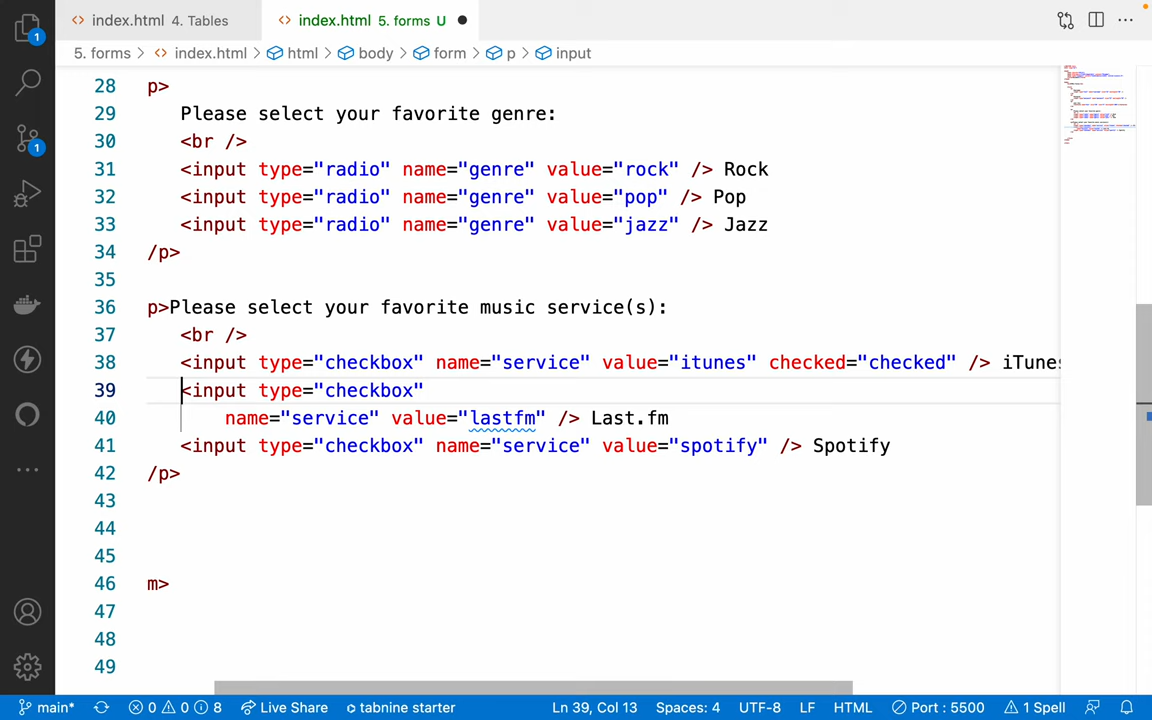 index.html 4. Tables
index.html 5. forms U
5. forms > index.html > html > body > form > p > input
28 p>
29 Please select your favorite genre:
30 <br />
31 <input type="radio" name="genre" value="rock" /> Rock
32 <input type="radio" name="genre" value="pop" /> Pop
33 <input type="radio" name="genre" value="jazz" /> Jazz
34 /p>
35
36 p>Please select your favorite music service(s):
37 <br />
38 <input type="checkbox" name="service" value="itunes" checked="checked" /> iTunes
39 <input type="checkbox"
40 name="service" value="lastfm" /> Last.fm
41 <input type="checkbox" name="service" value="spotify" /> Spotify
42 /p>
43
44
45
46 m>
47
48
49
1
1
main* 0 0 8 Live Share tabnine starter Ln 39, Col 13 Spaces: 4 UTF-8 LF HTML Port : 5500 1 Spell